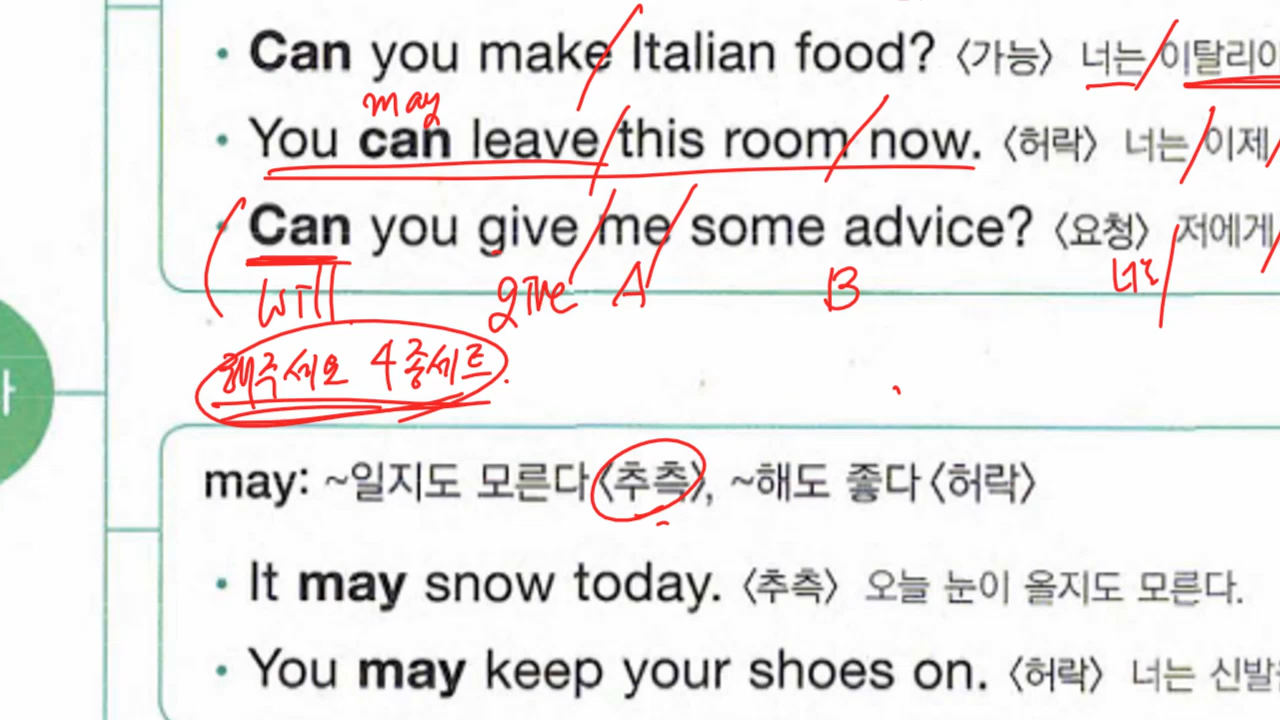 • Can you make Italian food? 〈가능〉 너는 이탈리아
may
• You can leave this room now. 〈허락〉 너는 이제
• Can you give me some advice? 〈요청〉 저에게
will give A B 너는
해주세요 4종세트.
may: ~일지도 모른다〈추측〉, ~해도 좋다〈허락〉
• It may snow today. 〈추측〉 오늘 눈이 올지도 모른다.
• You may keep your shoes on. 〈허락〉 너는 신발을